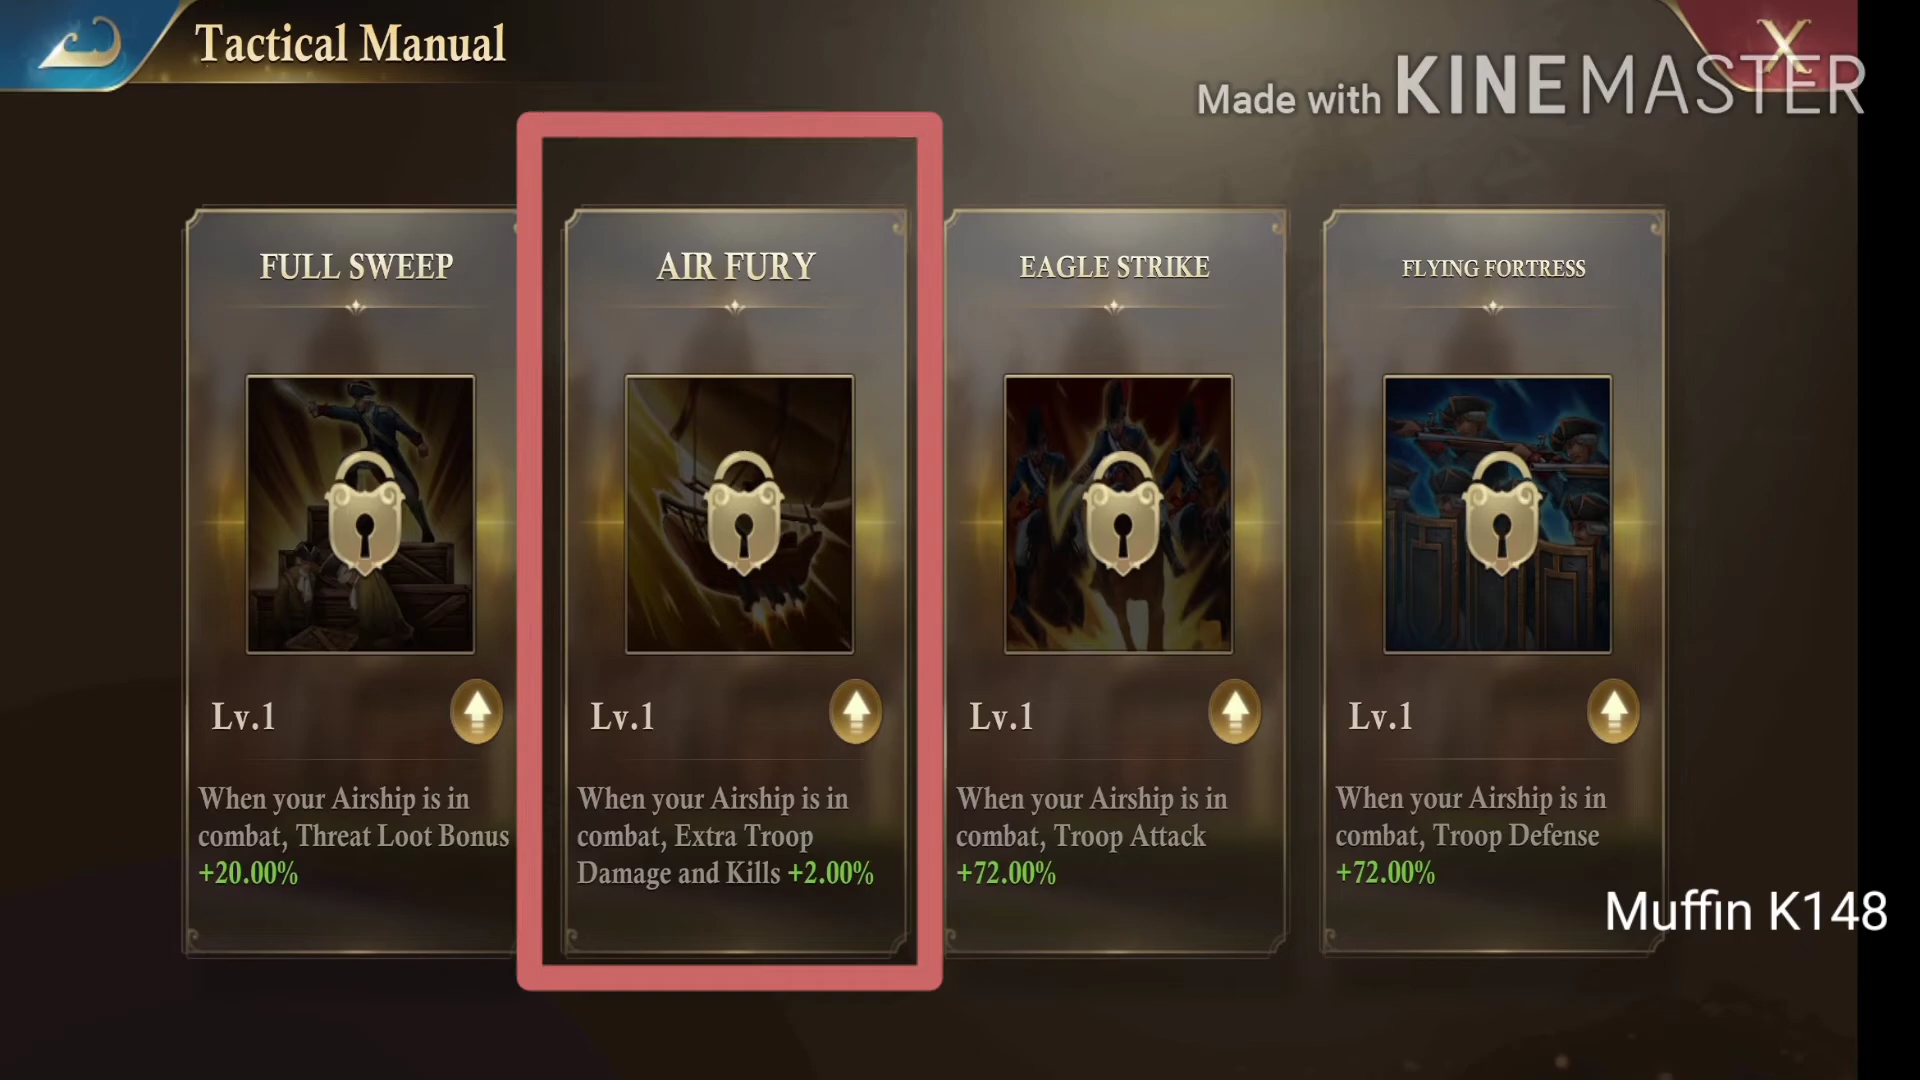 Tactical Manual
X
Made with KINEMASTER
FULL SWEEP
Lv.1
When your Airship is in
combat, Threat Loot Bonus
+20.00%
AIR FURY
Lv.1
When your Airship is in
combat, Extra Troop
Damage and Kills +2.00%
EAGLE STRIKE
Lv.1
When your Airship is in
combat, Troop Attack
+72.00%
FLYING FORTRESS
Lv.1
When your Airship is in
combat, Troop Defense
+72.00%
Muffin K148